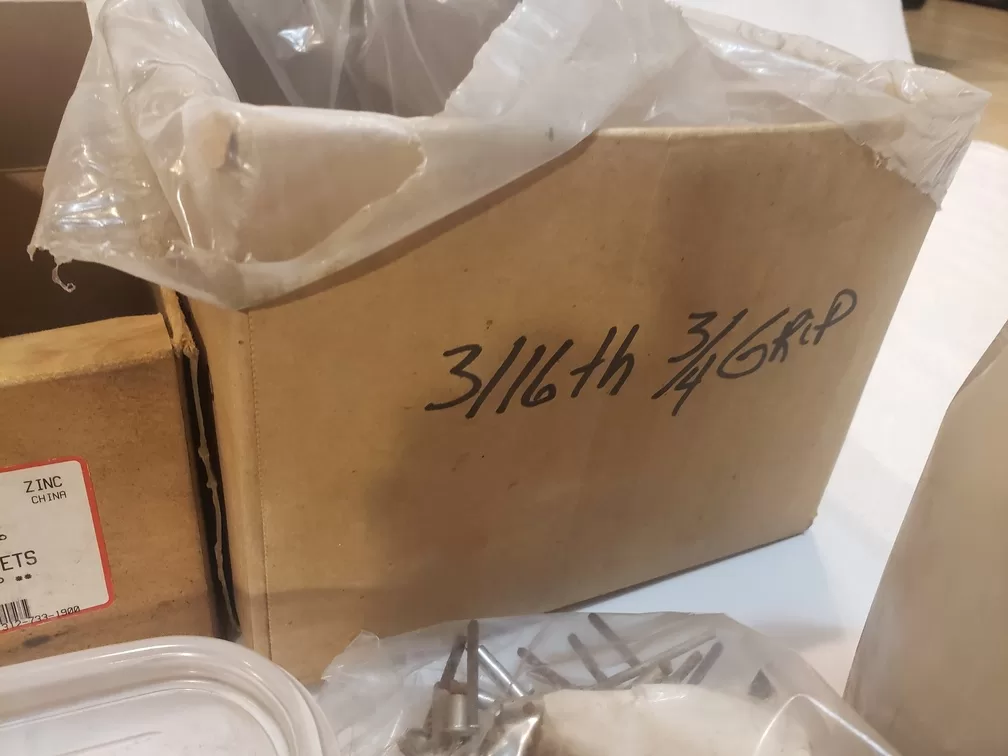 3/16th 3/4 GRIP
ZINC
CHINA
ETS